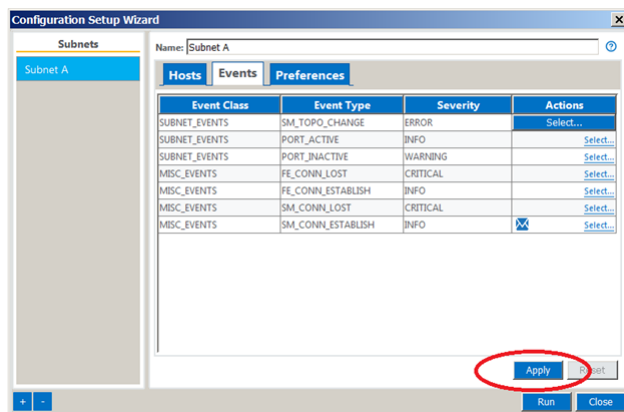 Configuration Setup Wizard
Subnets
Subnet A
Name: Subnet A
Hosts Events Preferences
Event Class Event Type Severity Actions
SUBNET_EVENTS SM_TOPO_CHANGE ERROR Select...
SUBNET_EVENTS PORT_ACTIVE INFO Select...
SUBNET_EVENTS PORT_INACTIVE WARNING Select...
MISC_EVENTS FE_CONN_LOST CRITICAL Select...
MISC_EVENTS FE_CONN_ESTABLISH INFO Select...
MISC_EVENTS SM_CONN_LOST CRITICAL Select...
MISC_EVENTS SM_CONN_ESTABLISH INFO Select...
Apply Reset
+ - - Run Close